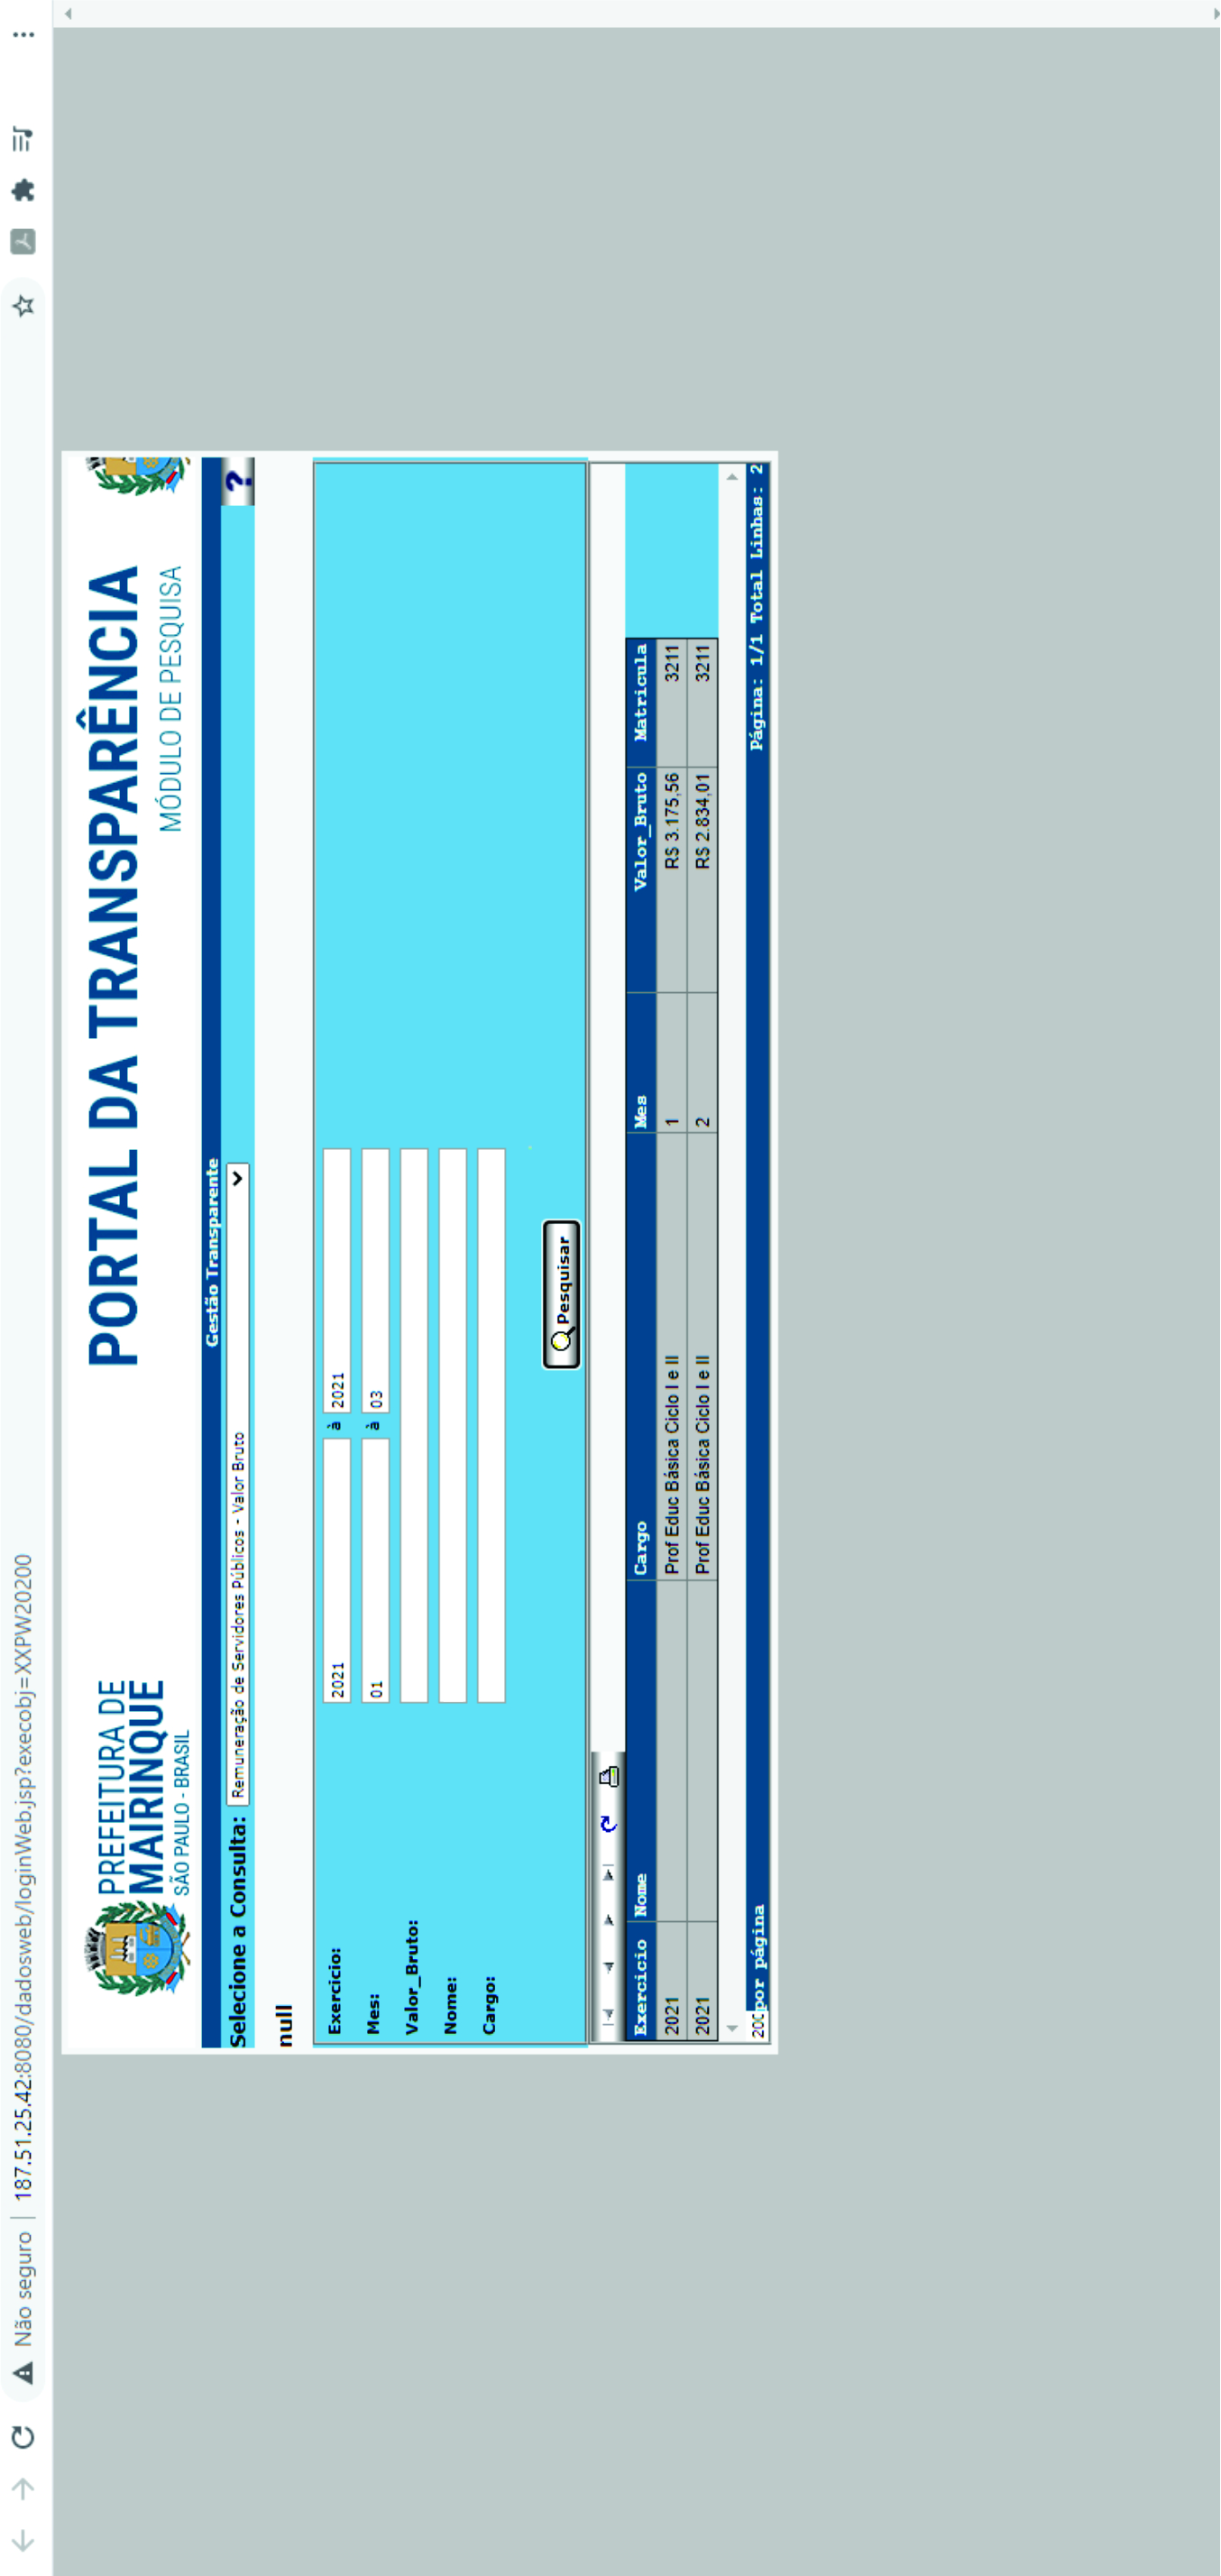 Não seguro | 187.51.25.42:8080/dadosweb/loginWeb.jsp?execobj=XXPW20200
PREFEITURA DE
MAIRINQUE
SÃO PAULO - BRASIL
PORTAL DA TRANSPARÊNCIA
MÓDULO DE PESQUISA
Gestão Transparente
Selecione a Consulta: Remuneração de Servidores Públicos - Valor Bruto ?
null
Exercicio: 2021 à 2021
Mes: 01 à 03
Valor_Bruto:
Nome:
Cargo:
Pesquisar
Exercicio Nome Cargo Mes Valor_Bruto Matricula
2021 Prof Educ Básica Ciclo I e II 1 R$ 3.175,56 3211
2021 Prof Educ Básica Ciclo I e II 2 R$ 2.834,01 3211
200 por página Página: 1/1 Total Linhas: 2